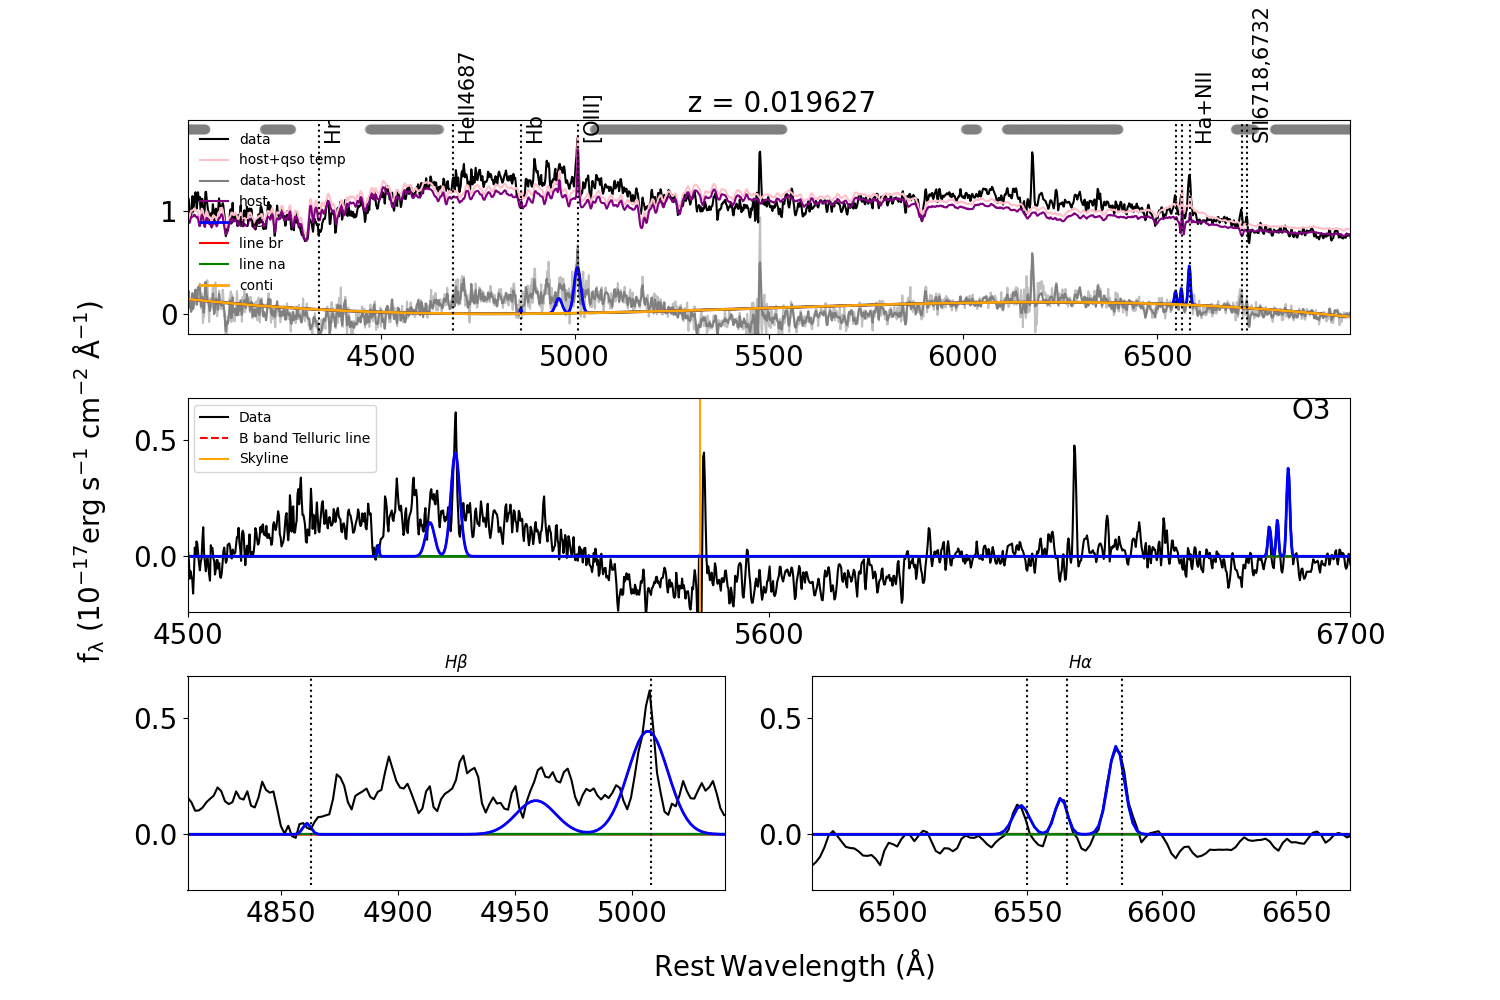 z = 0.019627
Hr
HeII4687
Hb
[OIII]
Ha+NII
SII6718,6732
data
host+qso temp
data-host
host
line br
line na
conti
1
0
4500
5000
5500
6000
6500
O3
Data
B band Telluric line
Skyline
0.5
0.0
4500
5600
6700
fλ (10⁻¹⁷erg s⁻¹ cm⁻² Å⁻¹)
Hβ
0.5
0.0
4850
4900
4950
5000
Hα
0.5
0.0
6500
6550
6600
6650
Rest Wavelength (Å)